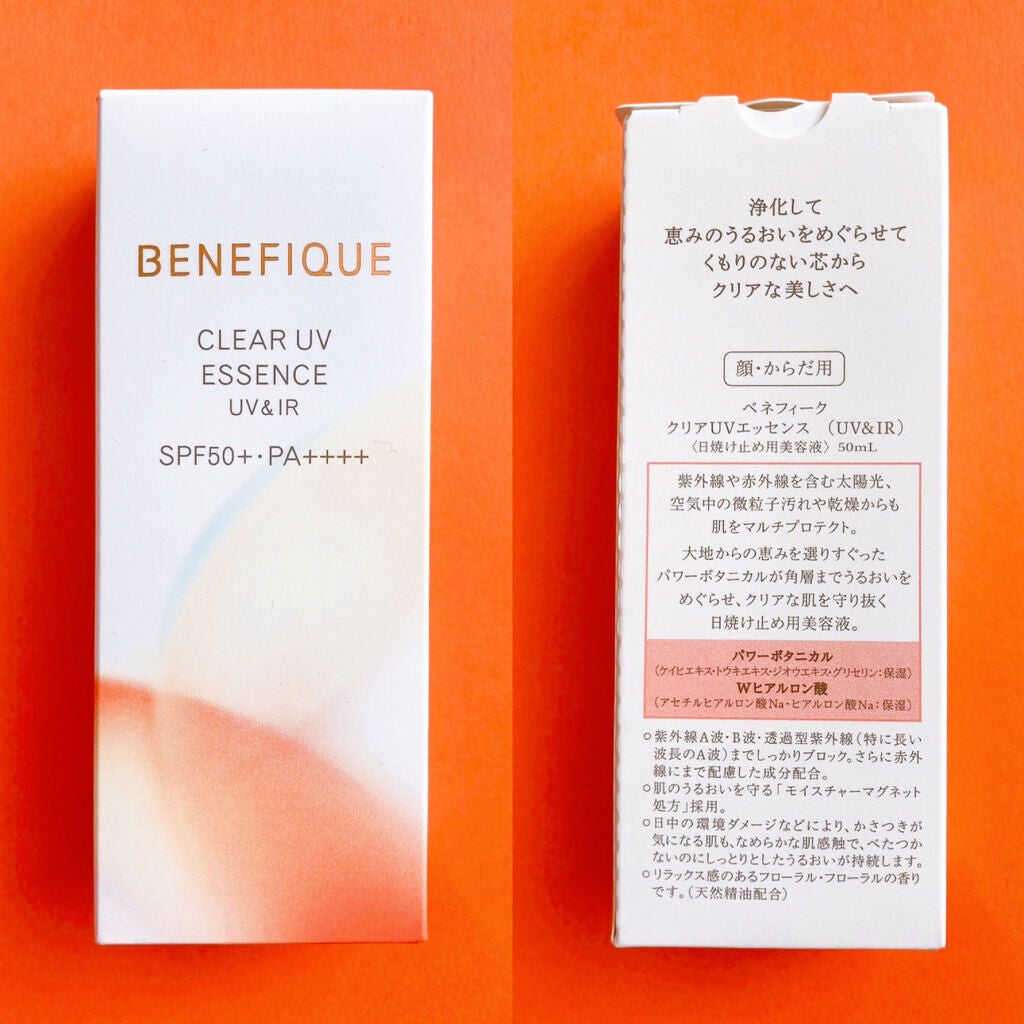 BENEFIQUE
CLEAR UV
ESSENCE
UV&IR
SPF50+・PA++++
浄化して
恵みのうるおいをめぐらせて
くもりのない芯から
クリアな美しさへ
顔・からだ用
ベネフィーク
クリアUVエッセンス (UV&IR)
〈日焼け止め用美容液〉 50mL
紫外線や赤外線を含む太陽光、
空気中の微粒子汚れや乾燥からも
肌をマルチプロテクト。
大地からの恵みを選りすぐった
パワーボタニカルが角層までうるおいを
めぐらせ、クリアな肌を守り抜く
日焼け止め用美容液。
パワーボタニカル
(ケイヒエキス・トウキエキス・ジオウエキス・グリセリン:保湿)
Wヒアルロン酸
(アセチルヒアルロン酸Na・ヒアルロン酸Na:保湿)
○紫外線A波・B波・透過型紫外線(特に長い
波長のA波)までしっかりブロック。さらに赤外
線にまで配慮した成分配合。
○肌のうるおいを守る「モイスチャーマグネット
処方」採用。
○日中の環境ダメージなどにより、かさつきが
気になる肌も、なめらかな肌感触で、べたつか
ないのにしっとりとしたうるおいが持続します。
○リラックス感のあるフローラル・フローラルの香り
です。(天然精油配合)